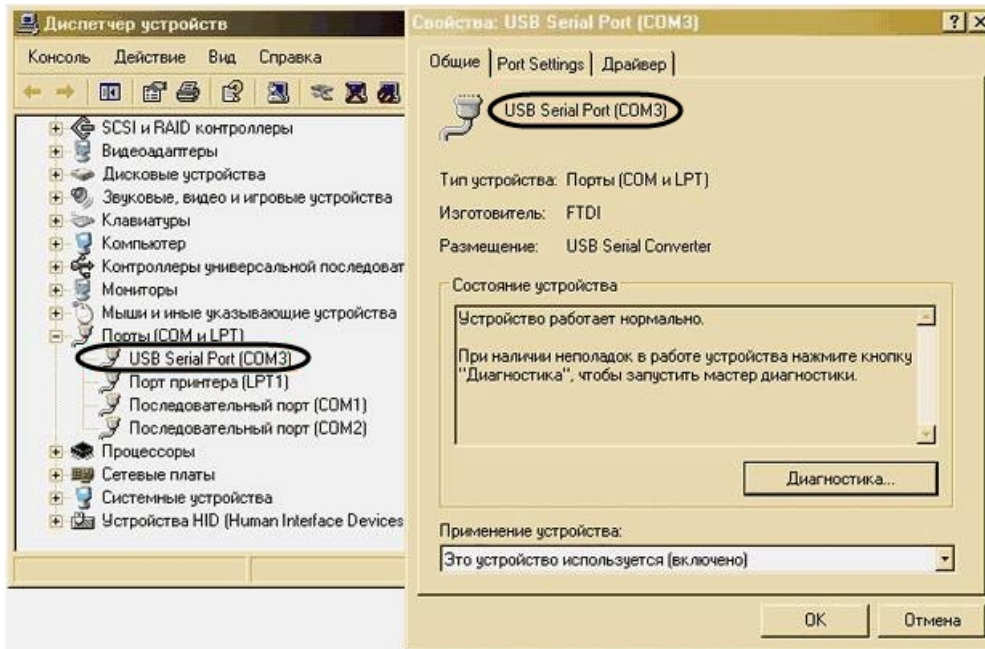 Диспетчер устройств
Консоль Действие Вид Справка
SCSI и RAID контроллеры
Видеоадаптеры
Дисковые устройства
Звуковые, видео и игровые устройства
Клавиатуры
Компьютер
Контроллеры универсальной последоват
Мониторы
Мыши и иные указывающие устройства
Порты (COM и LPT)
USB Serial Port (COM3)
Порт принтера (LPT1)
Последовательный порт (COM1)
Последовательный порт (COM2)
Процессоры
Сетевые платы
Системные устройства
Устройства HID (Human Interface Devices
Свойства: USB Serial Port (COM3)
Общие Port Settings Драйвер
USB Serial Port (COM3)
Тип устройства: Порты (COM и LPT)
Изготовитель: FTDI
Размещение: USB Serial Converter
Состояние устройства
Устройство работает нормально.
При наличии неполадок в работе устройства нажмите кнопку
"Диагностика", чтобы запустить мастер диагностики.
Диагностика...
Применение устройства:
Это устройство используется (включено)
OK Отмена